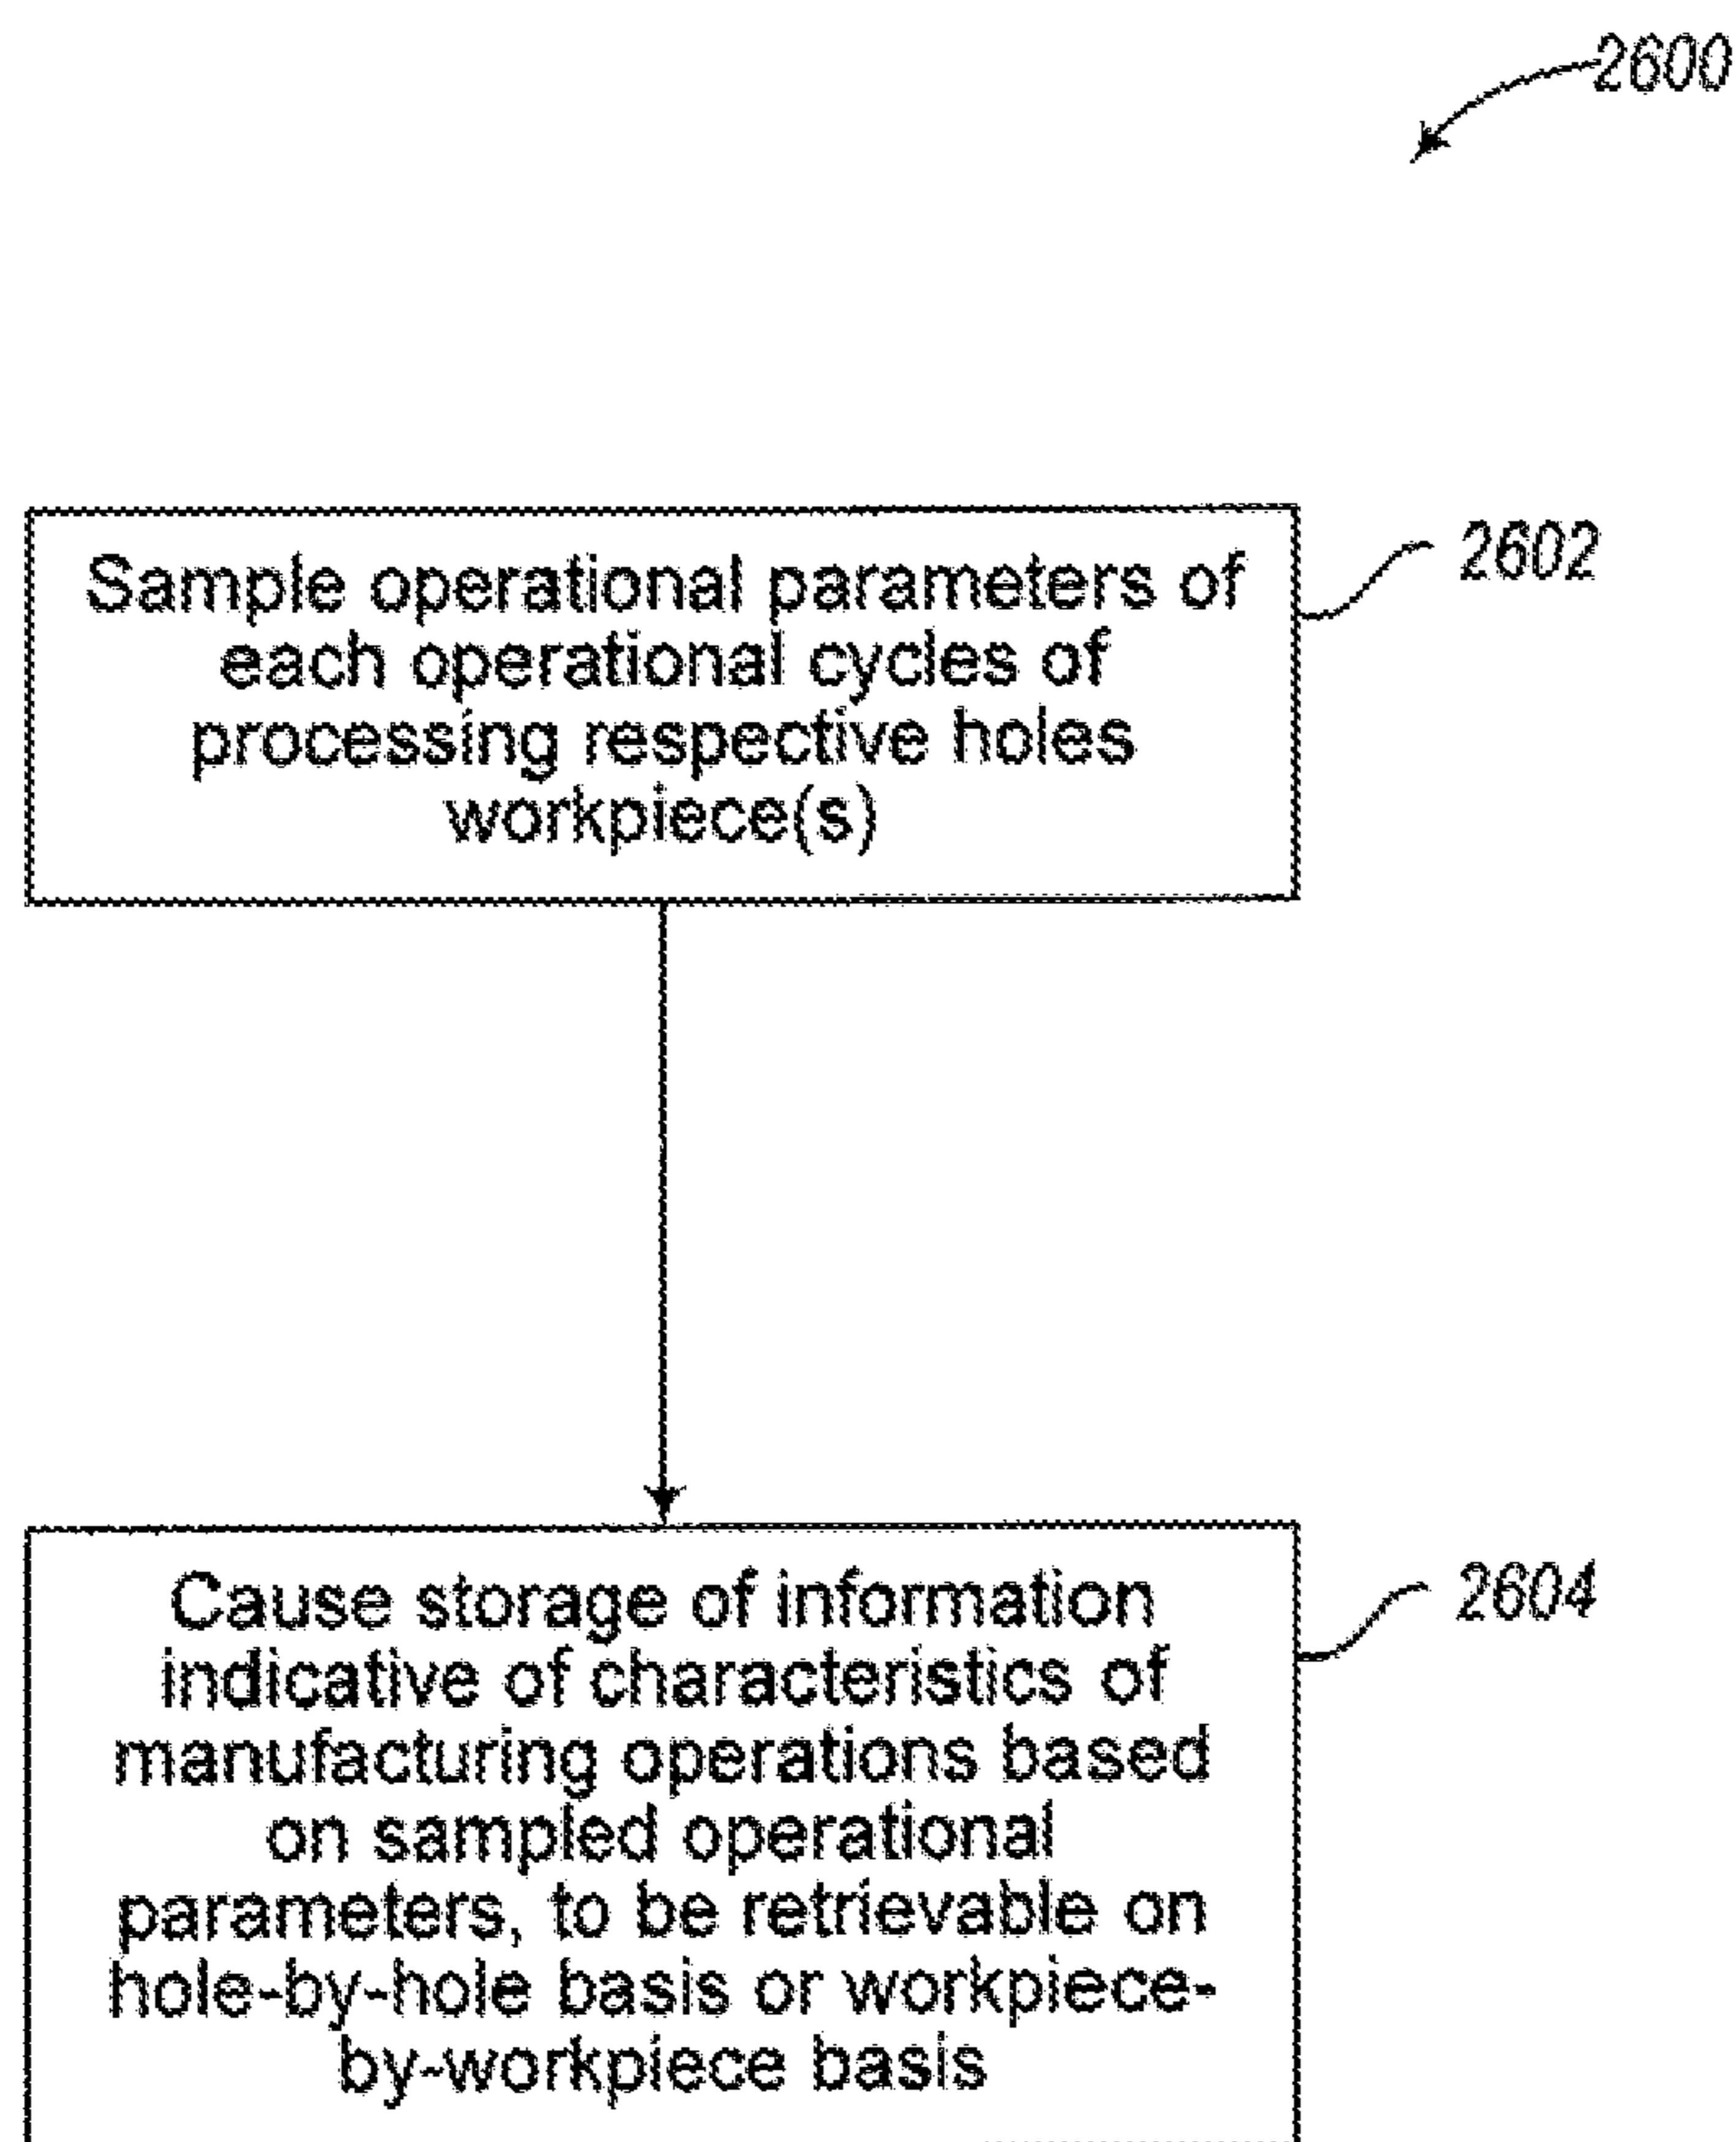 2600
Sample operational parameters of
2602
each operational cycles of
processing respective holes
workpiece(s)
Cause storage of information
2604
indicative of characteristics of
manufacturing operations based
on sampled operational
parameters, to be retrievable on
hole-by-hole basis or workpiece-
by-workpiece basis